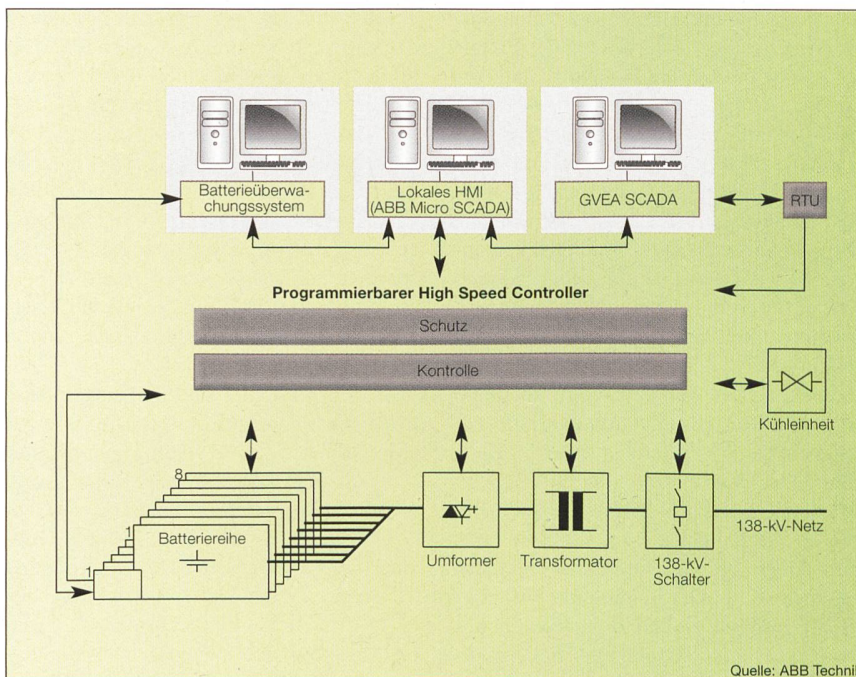 Batterieüberwa-
chungssystem
Lokales HMI
(ABB Micro SCADA)
GVEA SCADA
RTU
Programmierbarer High Speed Controller
Schutz
Kontrolle
Kühleinheit
8
1
Batteriereihe
1
Umformer
Transformator
138-kV-
Schalter
138-kV-Netz
Quelle: ABB Technik